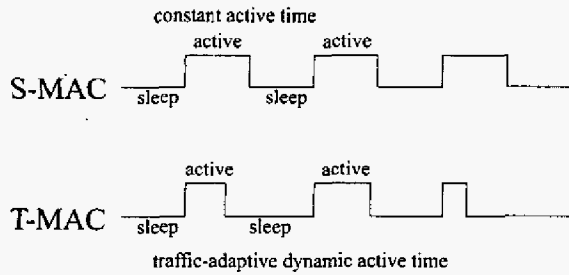 constant active time
active active
S-MAC
sleep sleep
active active
T-MAC
sleep sleep
traffic-adaptive dynamic active time